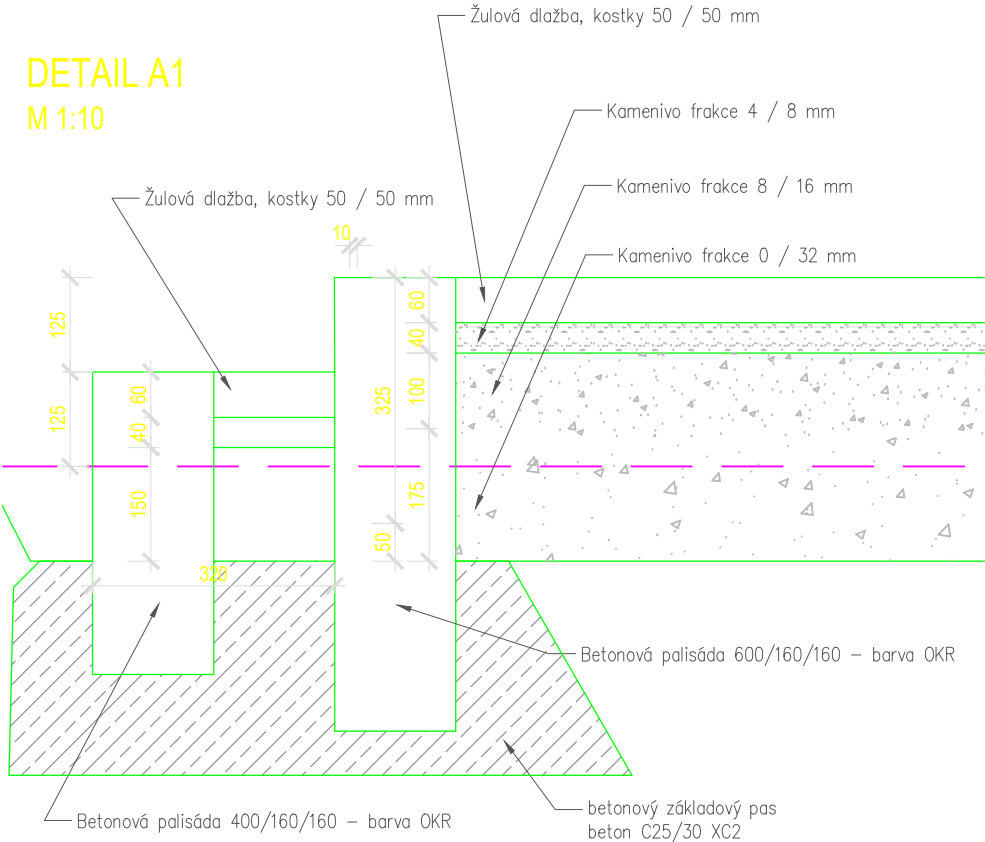 DETAIL A1
M 1:10
Žulová dlažba, kostky 50 / 50 mm
Kamenivo frakce 4 / 8 mm
Kamenivo frakce 8 / 16 mm
Žulová dlažba, kostky 50 / 50 mm
Kamenivo frakce 0 / 32 mm
10
125
125
60
40
150
320
325
50
60
40
100
175
Betonová palisáda 600/160/160 – barva OKR
Betonová palisáda 400/160/160 – barva OKR
betonový základový pas
beton C25/30 XC2